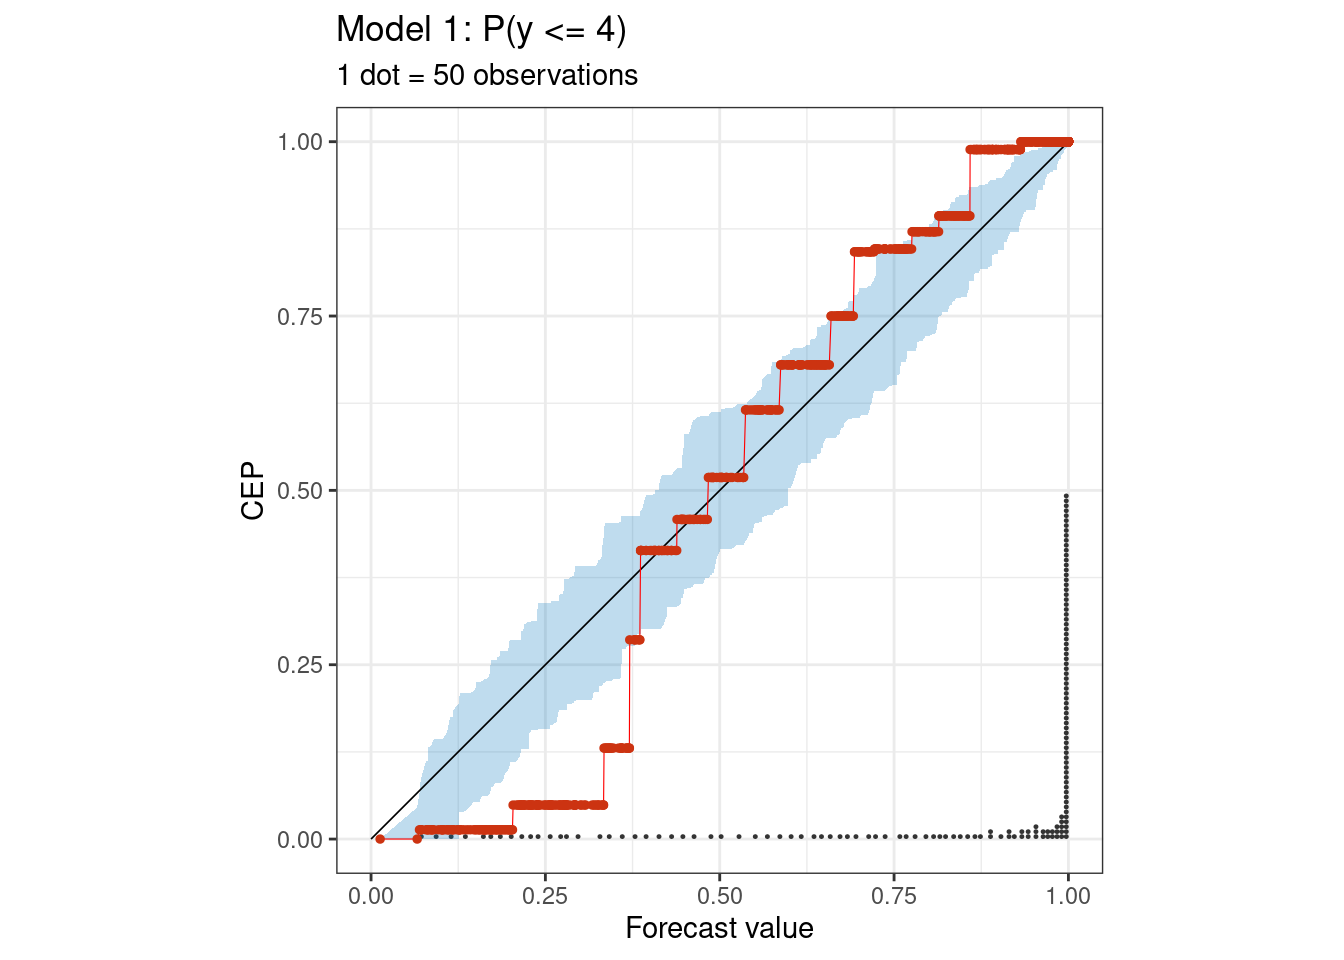 Model 1: P(y <= 4)
1 dot = 50 observations
1.00
0.75
0.50
0.25
0.00
CEP
0.00 0.25 0.50 0.75 1.00
Forecast value